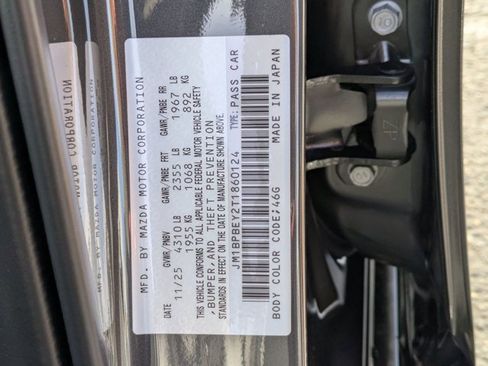 MFD. BY MAZDA MOTOR CORPORATION
DATE GVWR/PNBV GAWR/PNBE FRT GAWR/PNBE RR
11/25 4310 LB 2355 LB 1967 LB
1955 KG 1068 KG 892 KG
THIS VEHICLE CONFORMS TO ALL APPLICABLE FEDERAL MOTOR VEHICLE SAFETY
,BUMPER,AND THEFT PREVENTION
STANDARDS IN EFFECT ON THE DATE OF MANUFACTURE SHOWN ABOVE.
JM1BPBEY2T1860124 TYPE: PASS CAR
BODY COLOR CODE;46G MADE IN JAPAN